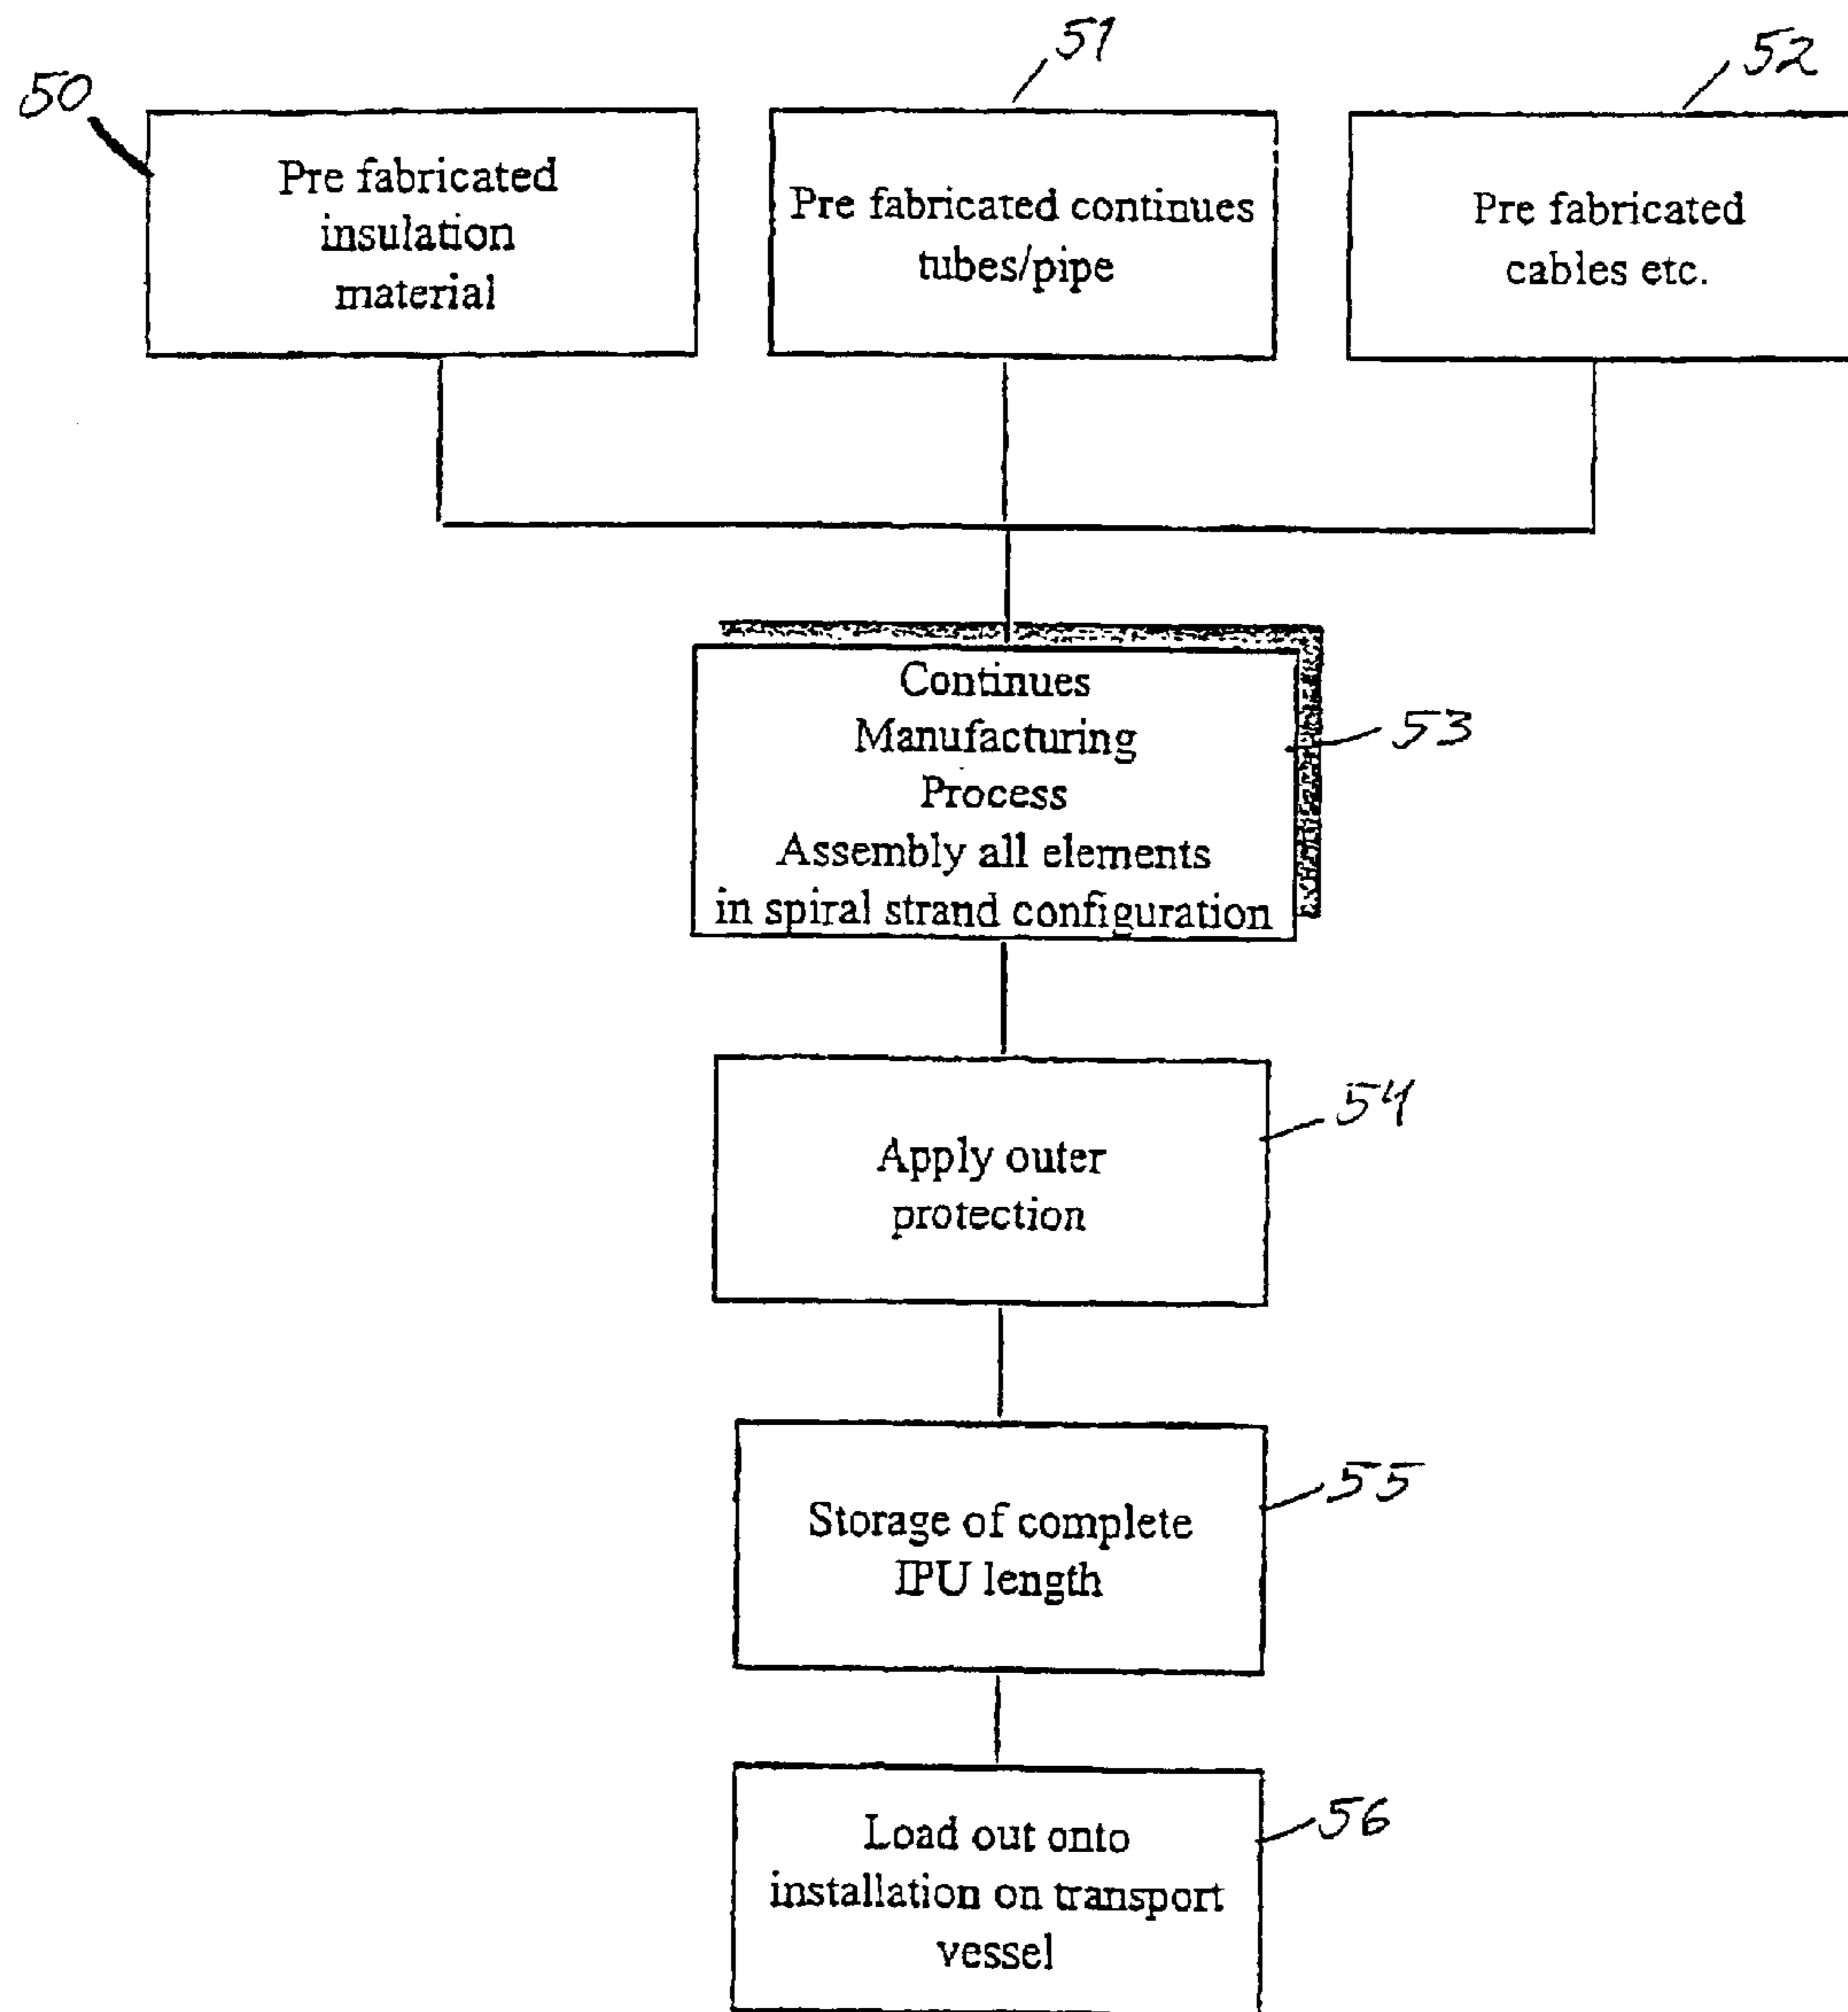 50
51
52
Pre fabricated
insulation
material
Pre fabricated continues
tubes/pipe
Pre fabricated
cables etc.
Continues
Manufacturing
Process
Assembly all elements
in spiral strand configuration
53
Apply outer
protection
54
Storage of complete
IPU length
55
Load out onto
installation on transport
vessel
56